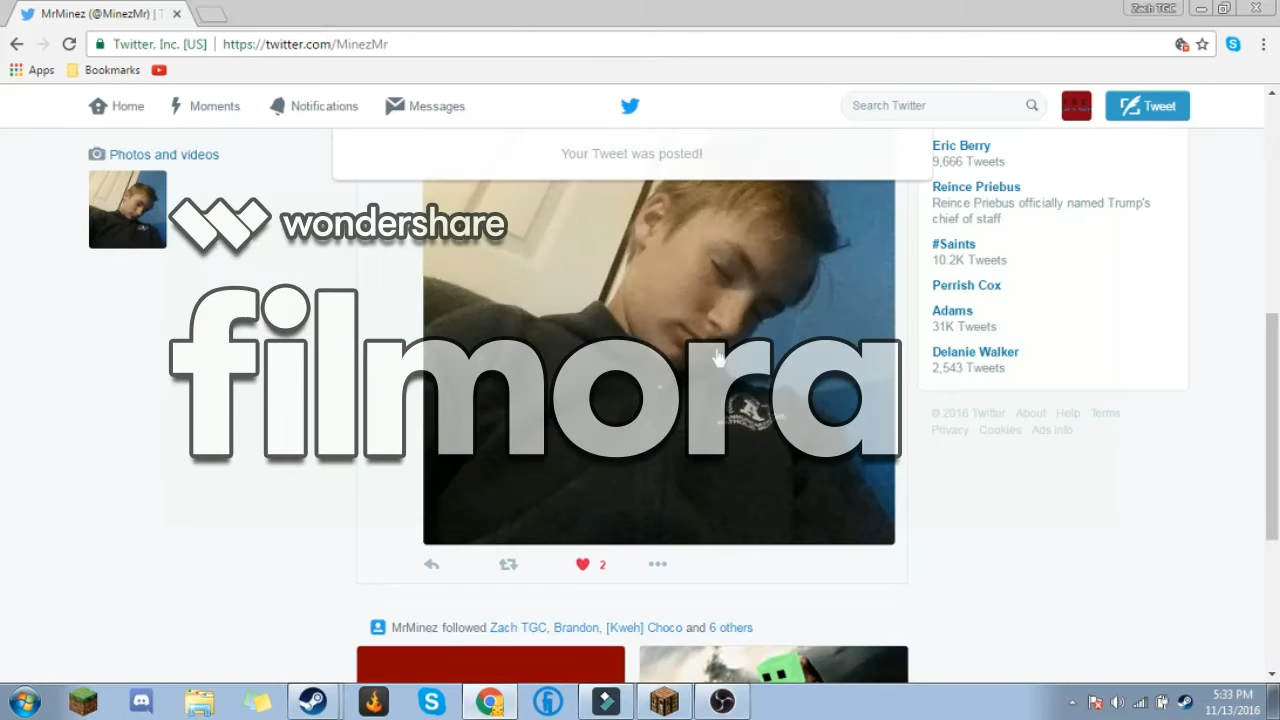 MrMinez (@MinezMr) | T
Zach TGC
Twitter, Inc. [US]
https://twitter.com/MinezMr
Apps
Bookmarks
Home
Moments
Notifications
Messages
Search Twitter
Tweet
Your Tweet was posted!
Photos and videos
wondershare
filmora
Eric Berry
9,666 Tweets
Reince Priebus
Reince Priebus officially named Trump's
chief of staff
#Saints
10.2K Tweets
Perrish Cox
Adams
31K Tweets
Delanie Walker
2,543 Tweets
© 2016 Twitter About Help Terms
Privacy Cookies Ads info
2
MrMinez followed Zach TGC, Brandon, [Kweh] Choco and 6 others
5:33 PM
11/13/2016